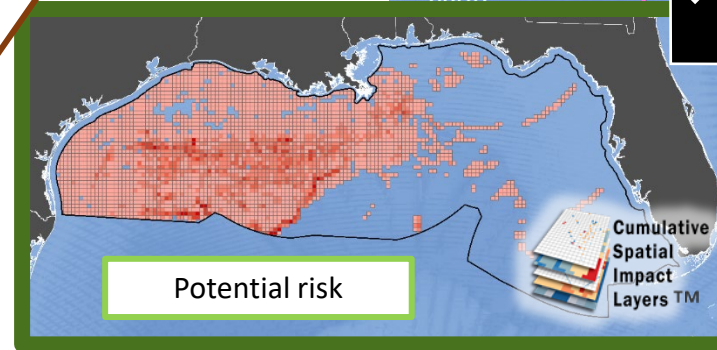 Potential risk
Cumulative
Spatial
Impact
Layers TM